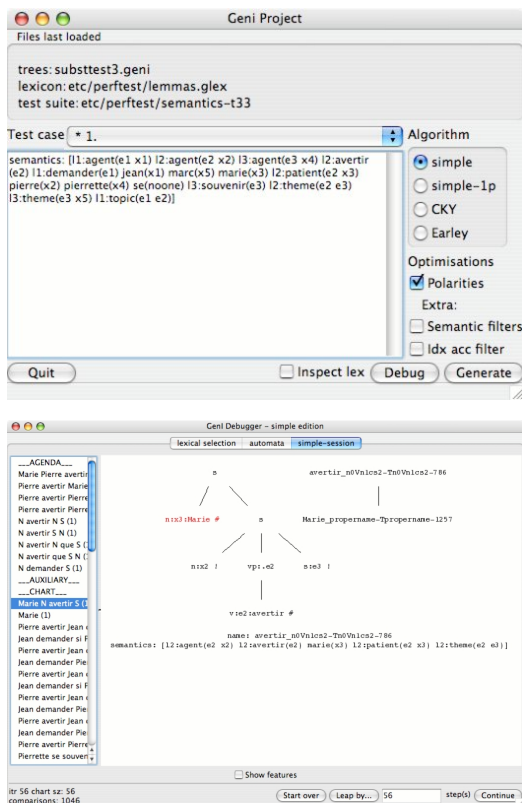 Geni Project
Files last loaded
trees: substtest3.geni
lexicon: etc/perftest/lemmas.glex
test suite: etc/perftest/semantics-t33
Test case * 1.
Algorithm
semantics: [l1:agent(e1 x1) l2:agent(e2 x2) l3:agent(e3 x4) l2:avertir
(e2) l1:demander(e1) jean(x1) marc(x5) marie(x3) l2:patient(e2 x3)
pierre(x2) pierrette(x4) se(noone) l3:souvenir(e3) l2:theme(e2 e3)
l3:theme(e3 x5) l1:topic(e1 e2)]
simple
simple-1p
CKY
Earley
Optimisations
Polarities
Extra:
Semantic filters
Idx acc filter
Quit
Inspect lex
Debug
Generate
GenI Debugger - simple edition
lexical selection automata simple-session
___AGENDA___
Marie Pierre avertir
Pierre avertir Marie
Pierre avertir Pierre
Pierre avertir Pierre
N avertir N S (1)
N avertir S N (1)
N avertir N que S (
N avertir que S N (
N demander S (1)
___AUXILIARY___
___CHART___
Marie N avertir S (1
Marie (1)
Pierre avertir Jean
Jean demander si P
Pierre avertir Jean
Jean demander Pie
Pierre avertir Jean
Jean demander si P
Pierre avertir Jean
Jean demander Pie
Pierre avertir Jean
Jean demander Pie
Pierre avertir Pierre
Pierrette se souven
s
avertir_n0Vn1cs2-Tn0Vn1cs2-786
n:x3:Marie #
s
Marie_propername-Tpropername-1257
n:x2 !
vp:.e2
s:e3 !
v:e2:avertir #
name: avertir_n0Vn1cs2-Tn0Vn1cs2-786
semantics: [l2:agent(e2 x2) l2:avertir(e2) marie(x3) l2:patient(e2 x3) l2:theme(e2 e3)]
Show features
itr 56 chart sz: 56
comparisons: 1046
Start over
Leap by...
56
step(s)
Continue